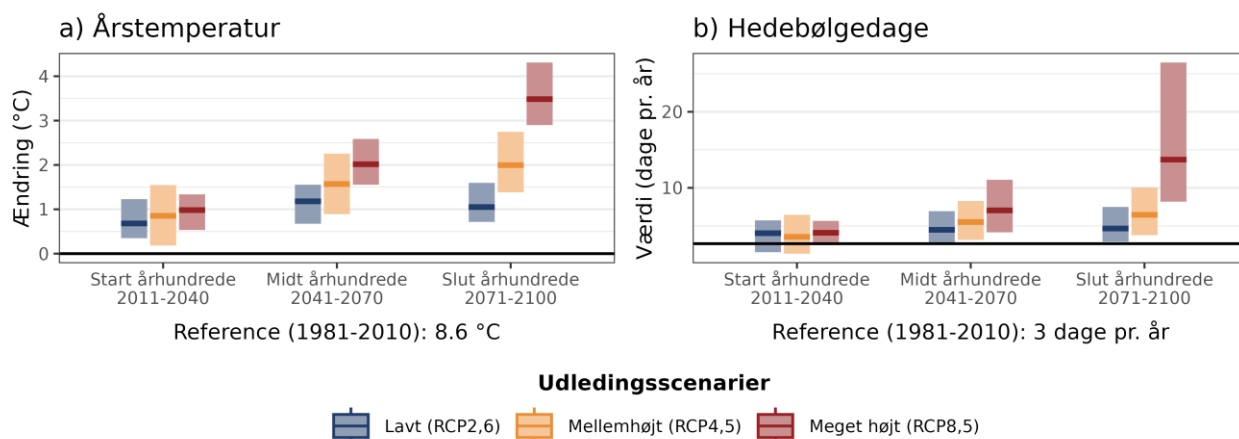 a) Årstemperatur
Ændring (°C)
4
3
2
1
0
Start århundrede
2011-2040
Midt århundrede
2041-2070
Slut århundrede
2071-2100
Reference (1981-2010): 8.6 °C
b) Hedebølgedage
Værdi (dage pr. år)
20
10
Start århundrede
2011-2040
Midt århundrede
2041-2070
Slut århundrede
2071-2100
Reference (1981-2010): 3 dage pr. år
Udledingsscenarier
Lavt (RCP2,6)
Mellemhøjt (RCP4,5)
Meget højt (RCP8,5)